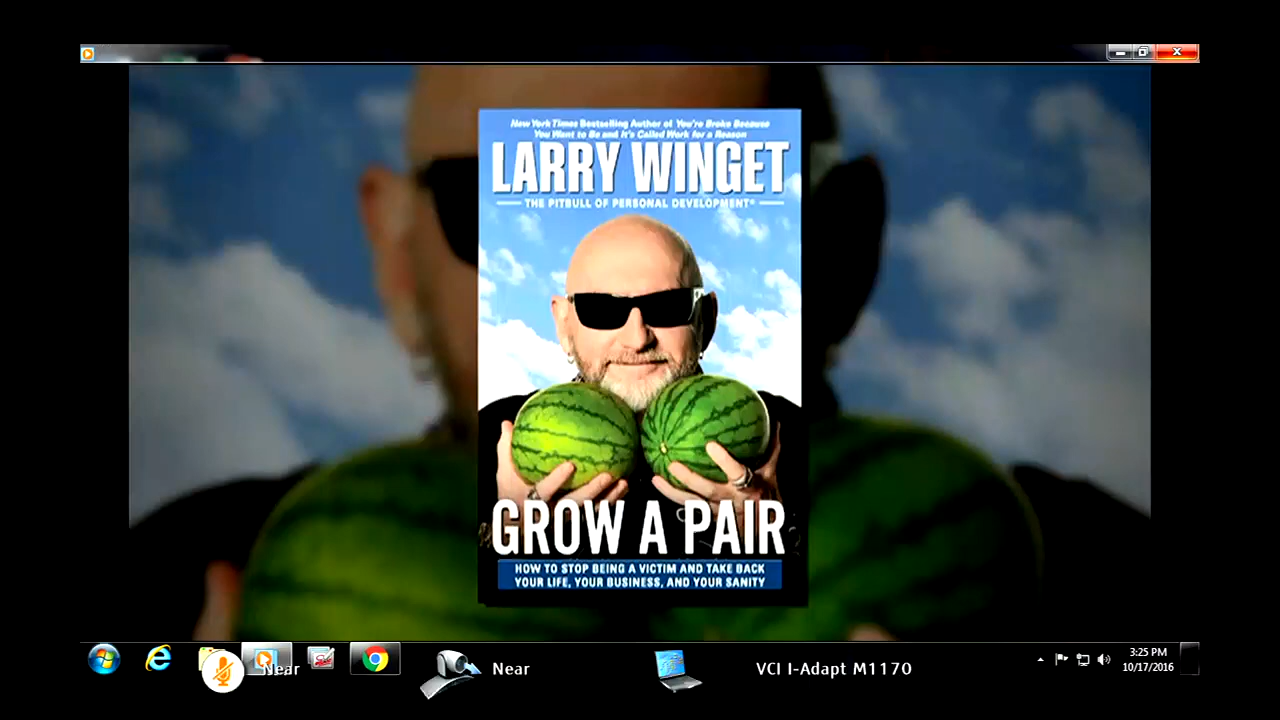 New York Times Bestselling Author of You're Broke Because
You Want to Be and It's Called Work for a Reason
LARRY WINGET
THE PITBULL OF PERSONAL DEVELOPMENT®
GROW A PAIR
HOW TO STOP BEING A VICTIM AND TAKE BACK
YOUR LIFE, YOUR BUSINESS, AND YOUR SANITY
Near
Near
VCI I-Adapt M1170
3:25 PM
10/17/2016